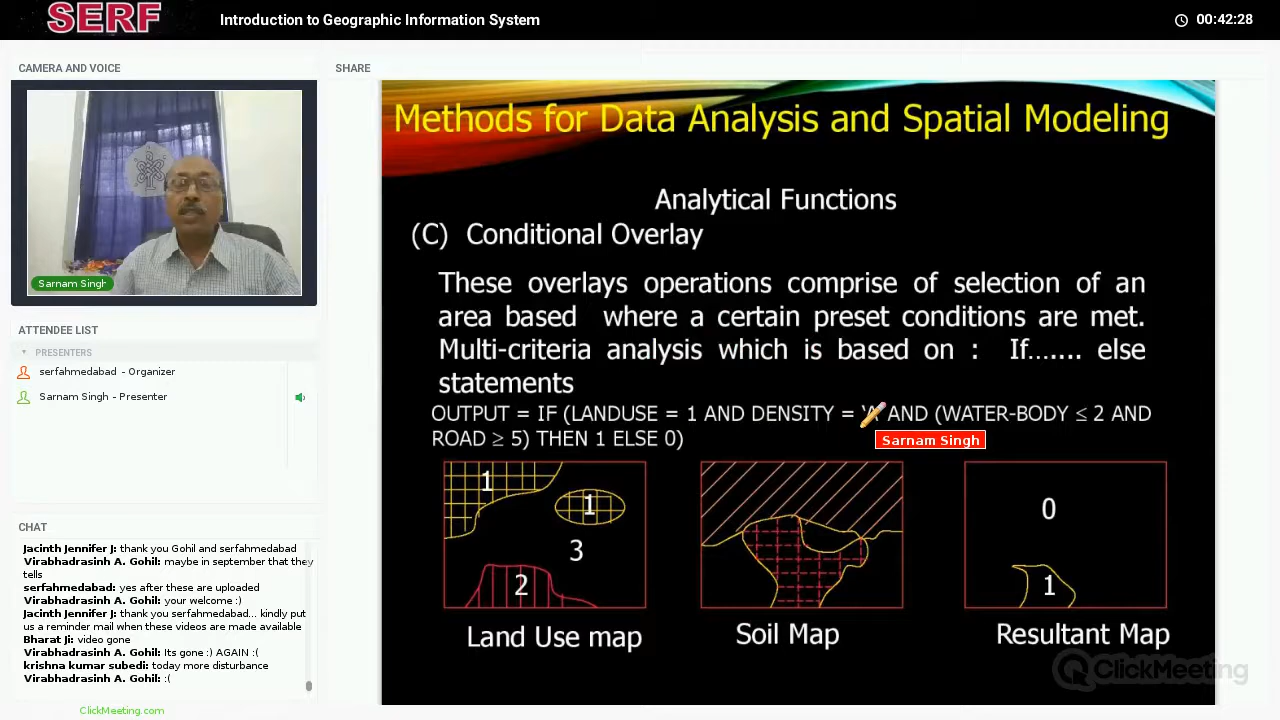 SERF
Introduction to Geographic Information System
00:42:28
CAMERA AND VOICE
SHARE
Sarnam Singh
ATTENDEE LIST
PRESENTERS
serfahmedabad - Organizer
Sarnam Singh - Presenter
CHAT
Jacinth Jennifer J: thank you Gohil and serfahmedabad
Virabhadrasinh A. Gohil: maybe in september that they
tells
serfahmedabad: yes after these are uploaded
Virabhadrasinh A. Gohil: your welcome :)
Jacinth Jennifer J: thank you serfahmedabad... kindly put
us a reminder mail when these videos are made available
Bharat Ji: video gone
Virabhadrasinh A. Gohil: Its gone :) AGAIN :(
krishna kumar subedi: today more disturbance
Virabhadrasinh A. Gohil: :(
ClickMeeting.com
Methods for Data Analysis and Spatial Modeling
Analytical Functions
(C) Conditional Overlay
These overlays operations comprise of selection of an
area based where a certain preset conditions are met.
Multi-criteria analysis which is based on : If....... else
statements
OUTPUT = IF (LANDUSE = 1 AND DENSITY = AND (WATER-BODY ≤ 2 AND
ROAD ≥ 5) THEN 1 ELSE 0)
Sarnam Singh
1
1
3
2
0
1
Land Use map
Soil Map
Resultant Map
ClickMeeting